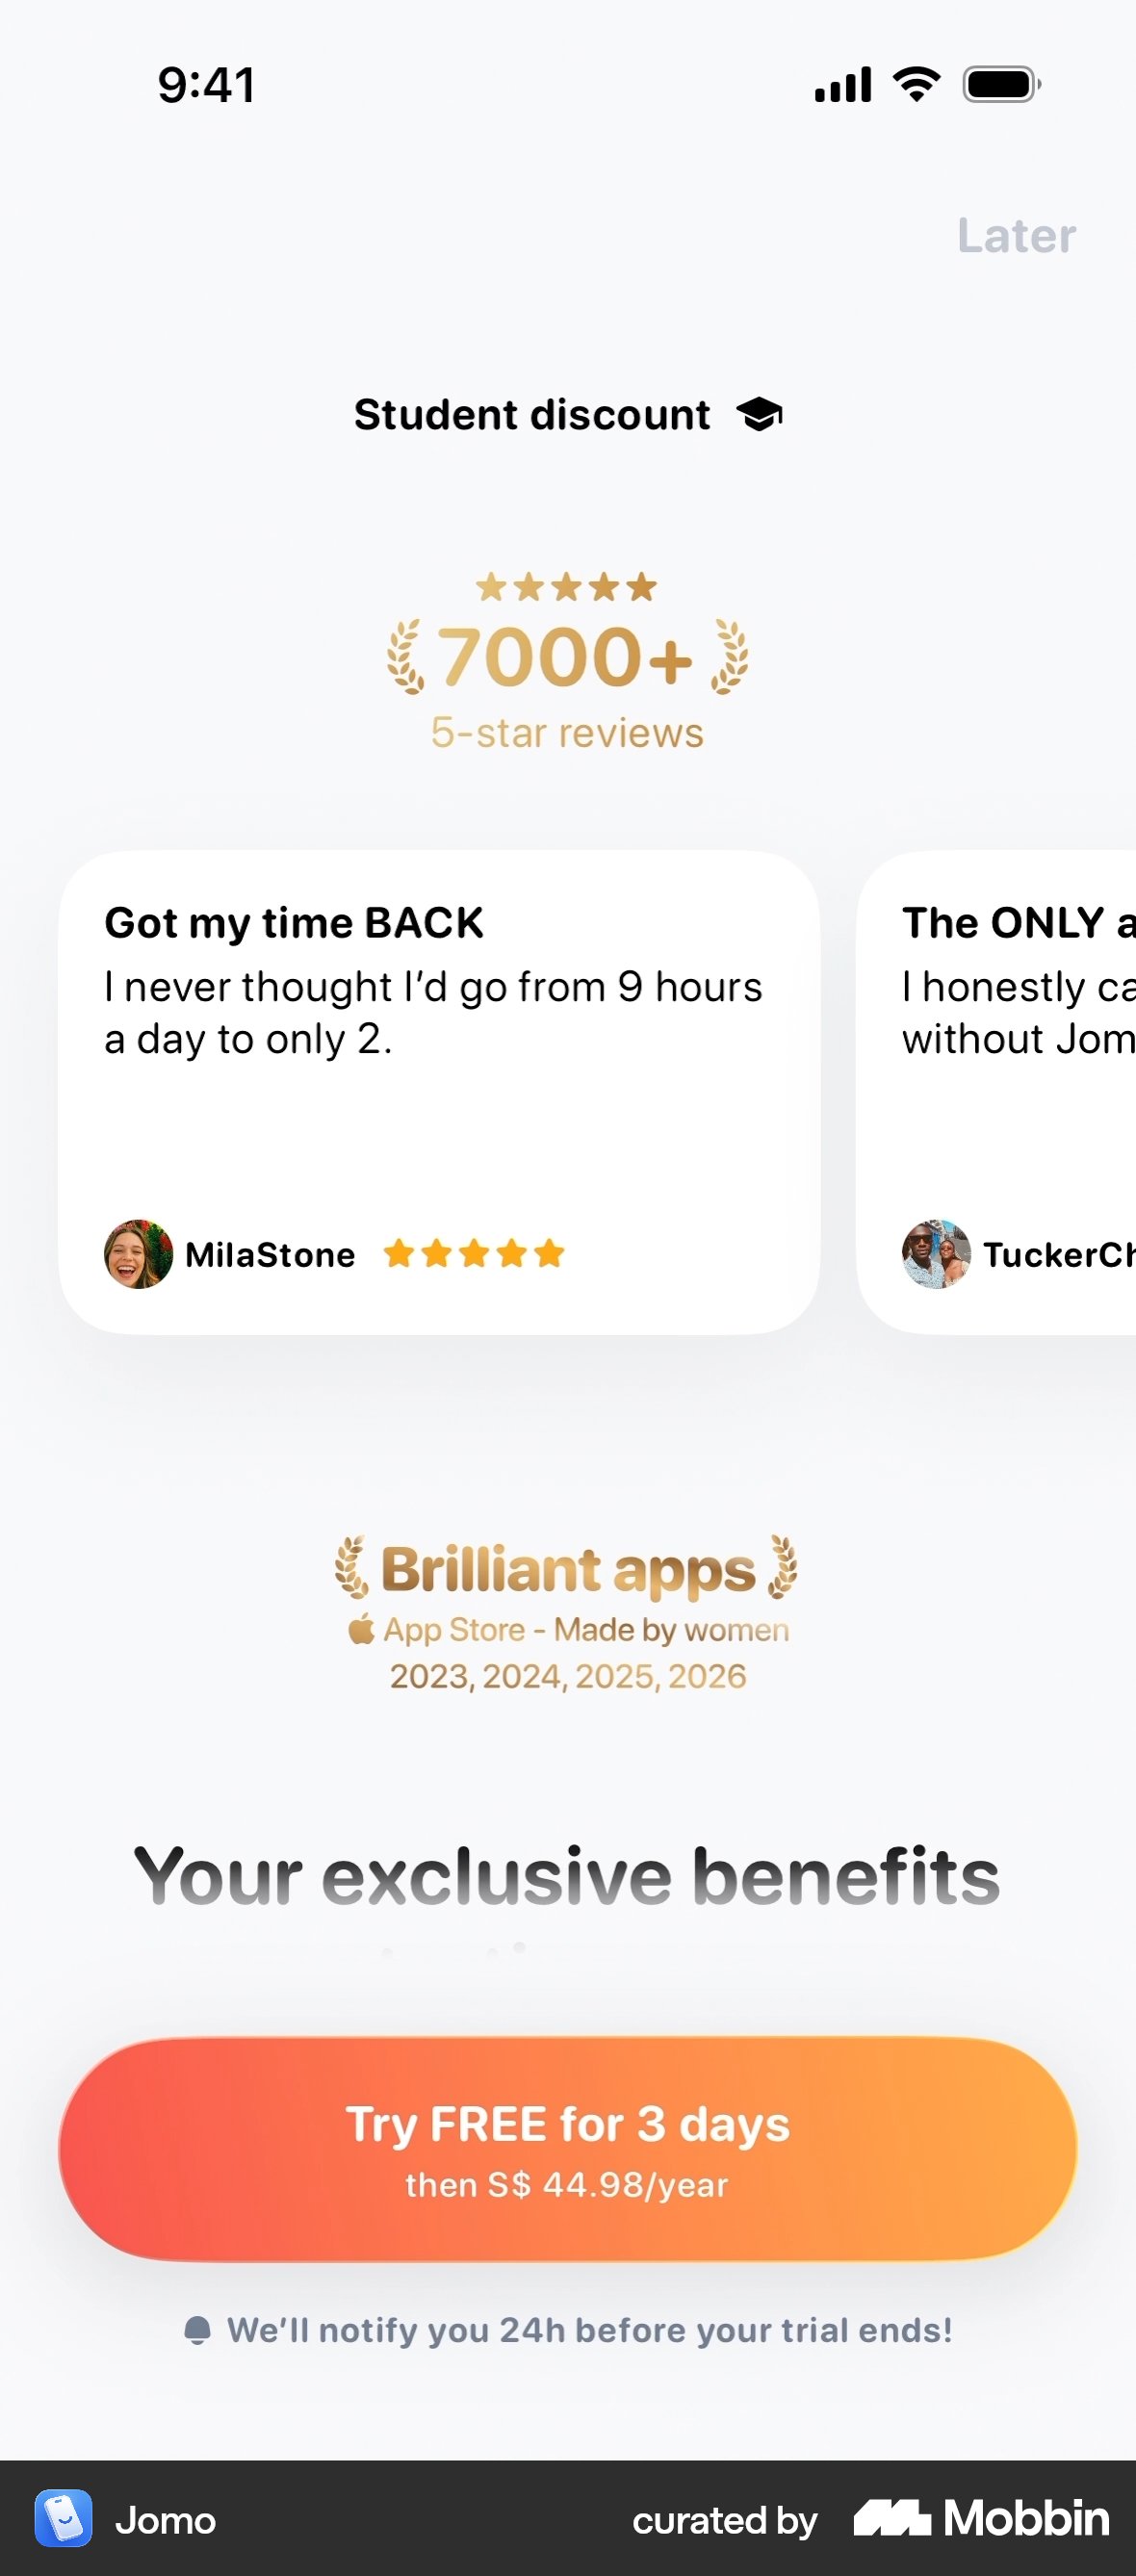 9:41
Later
Student discount
7000+
5-star reviews
Got my time BACK
I never thought I’d go from 9 hours
a day to only 2.
MilaStone
The ONLY
I honestly
without
Brilliant apps
App Store - Made by women
2023, 2024, 2025, 2026
Your exclusive benefits
Try FREE for 3 days
then S$ 44.98/year
We’ll notify you 24h before your trial ends!
Jomo
curated by Mobbin